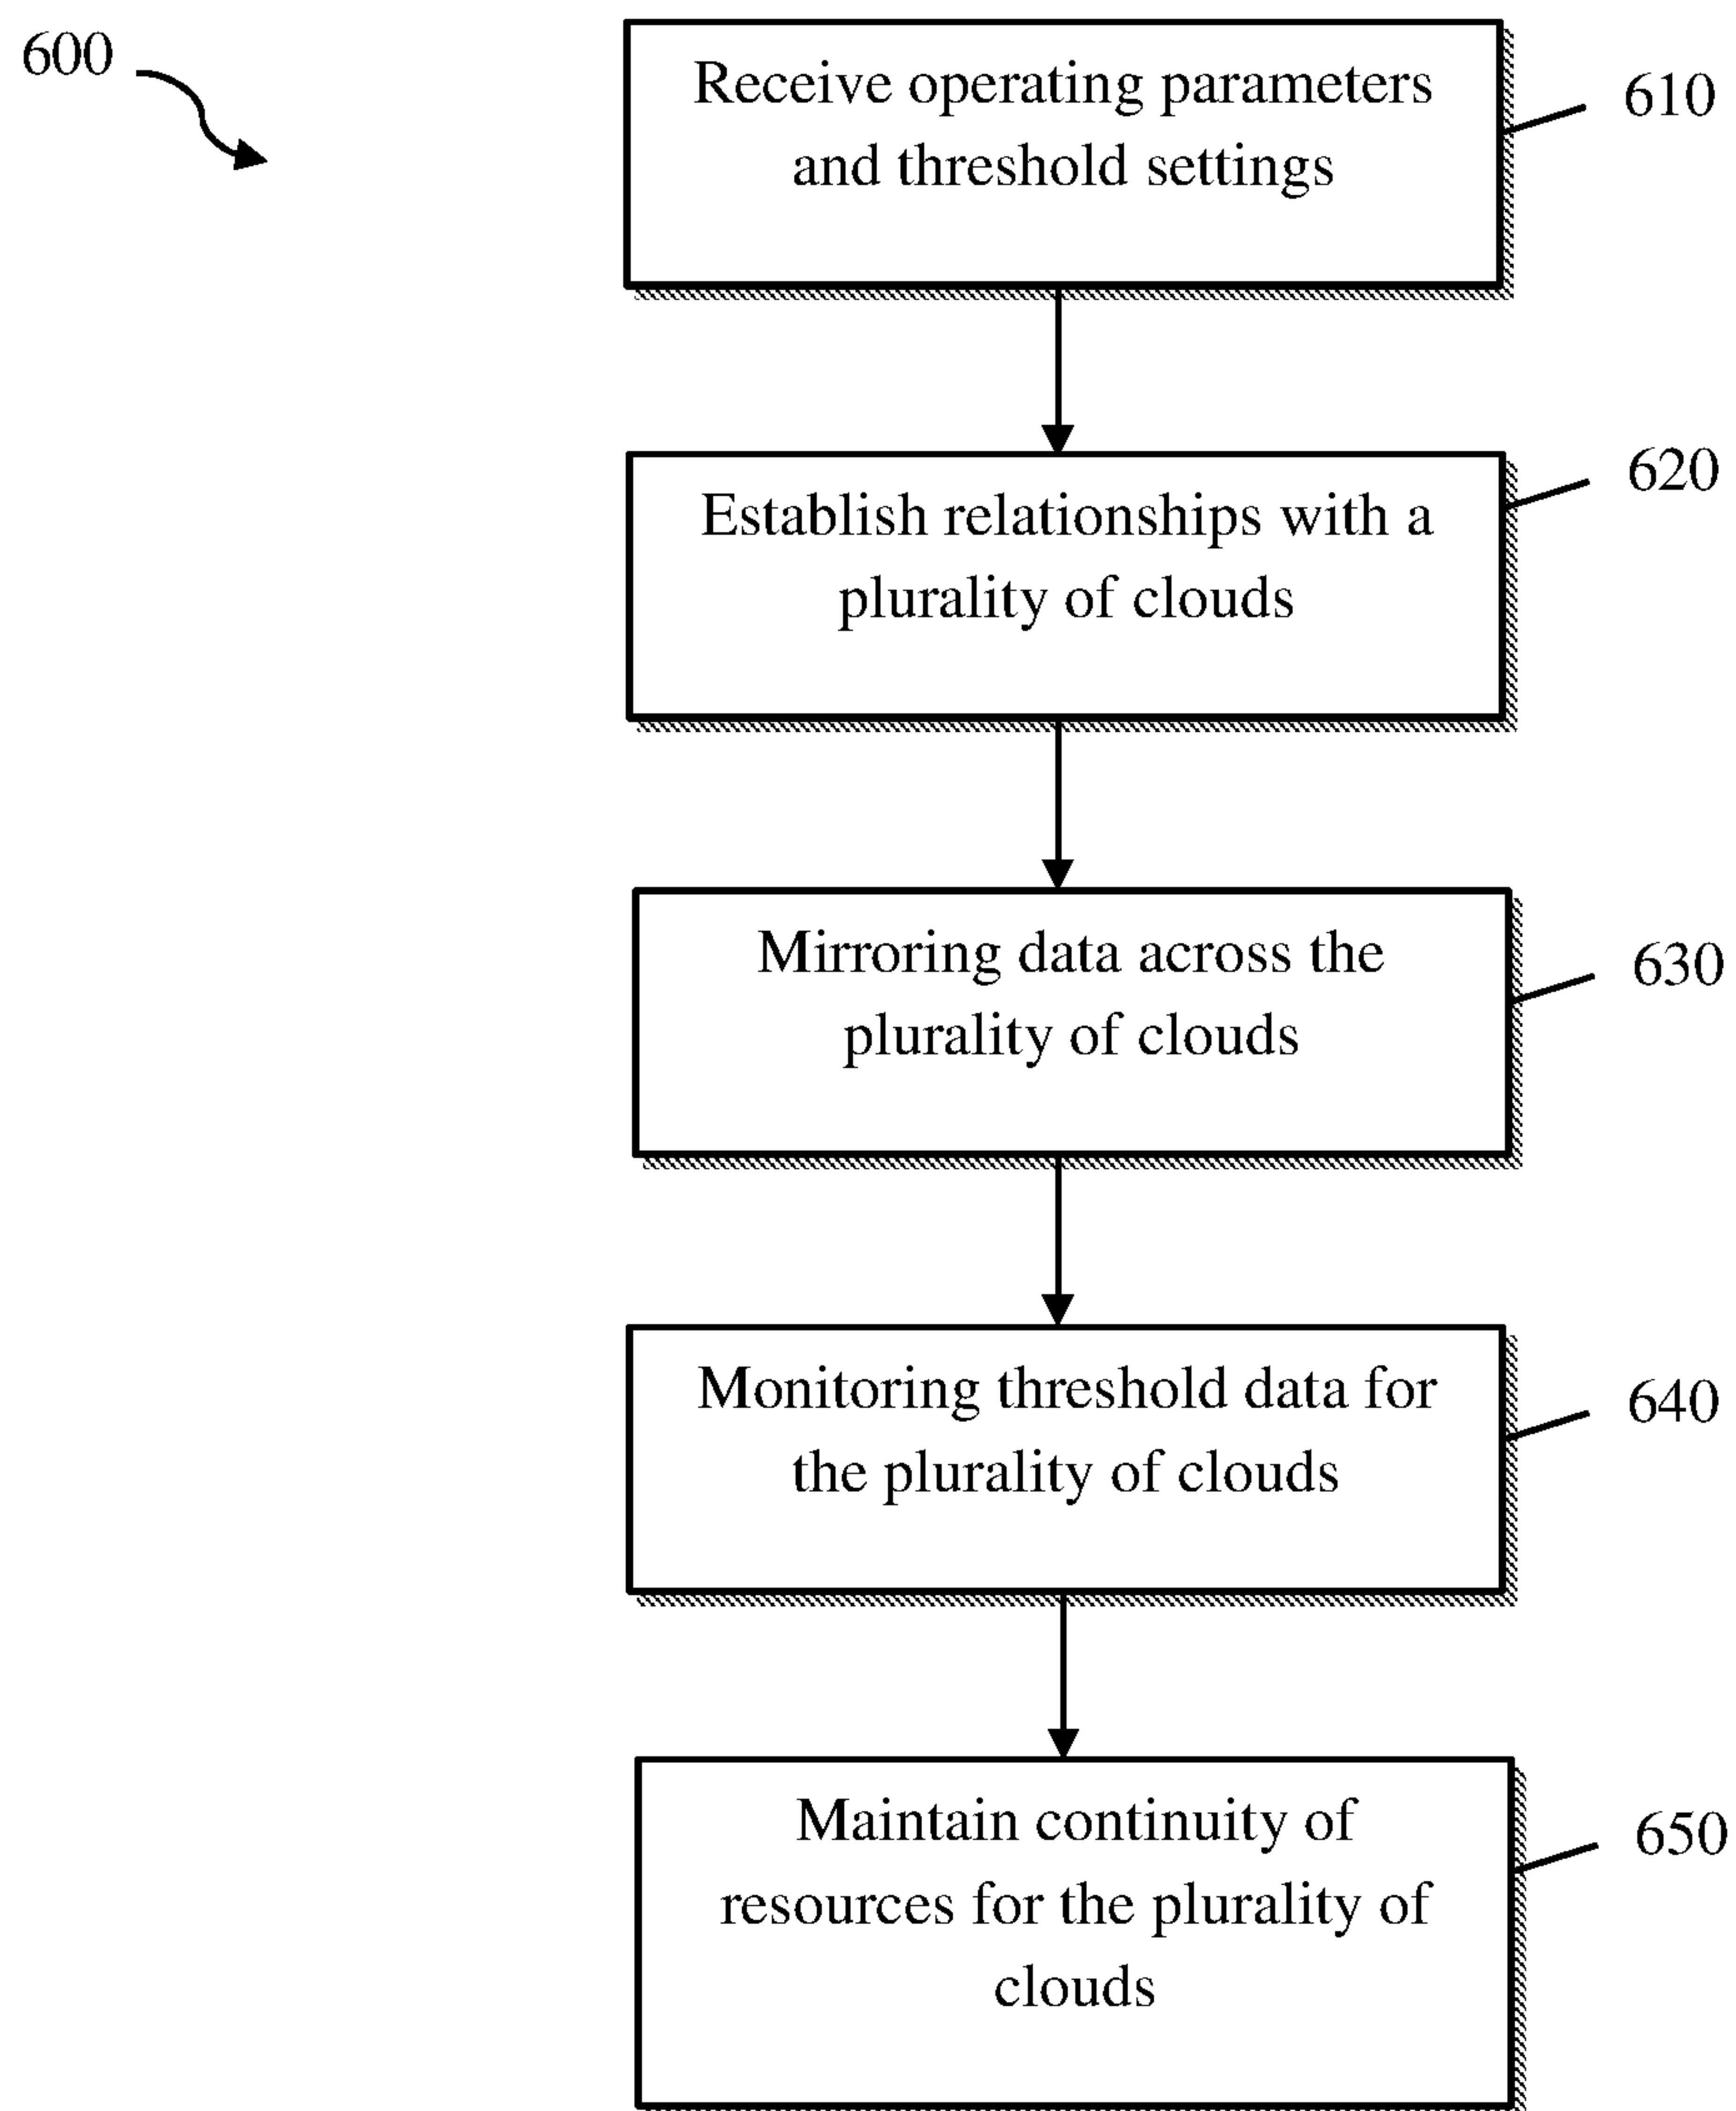 600
Receive operating parameters
and threshold settings
610
Establish relationships with a
plurality of clouds
620
Mirroring data across the
plurality of clouds
630
Monitoring threshold data for
the plurality of clouds
640
Maintain continuity of
resources for the plurality of
clouds
650